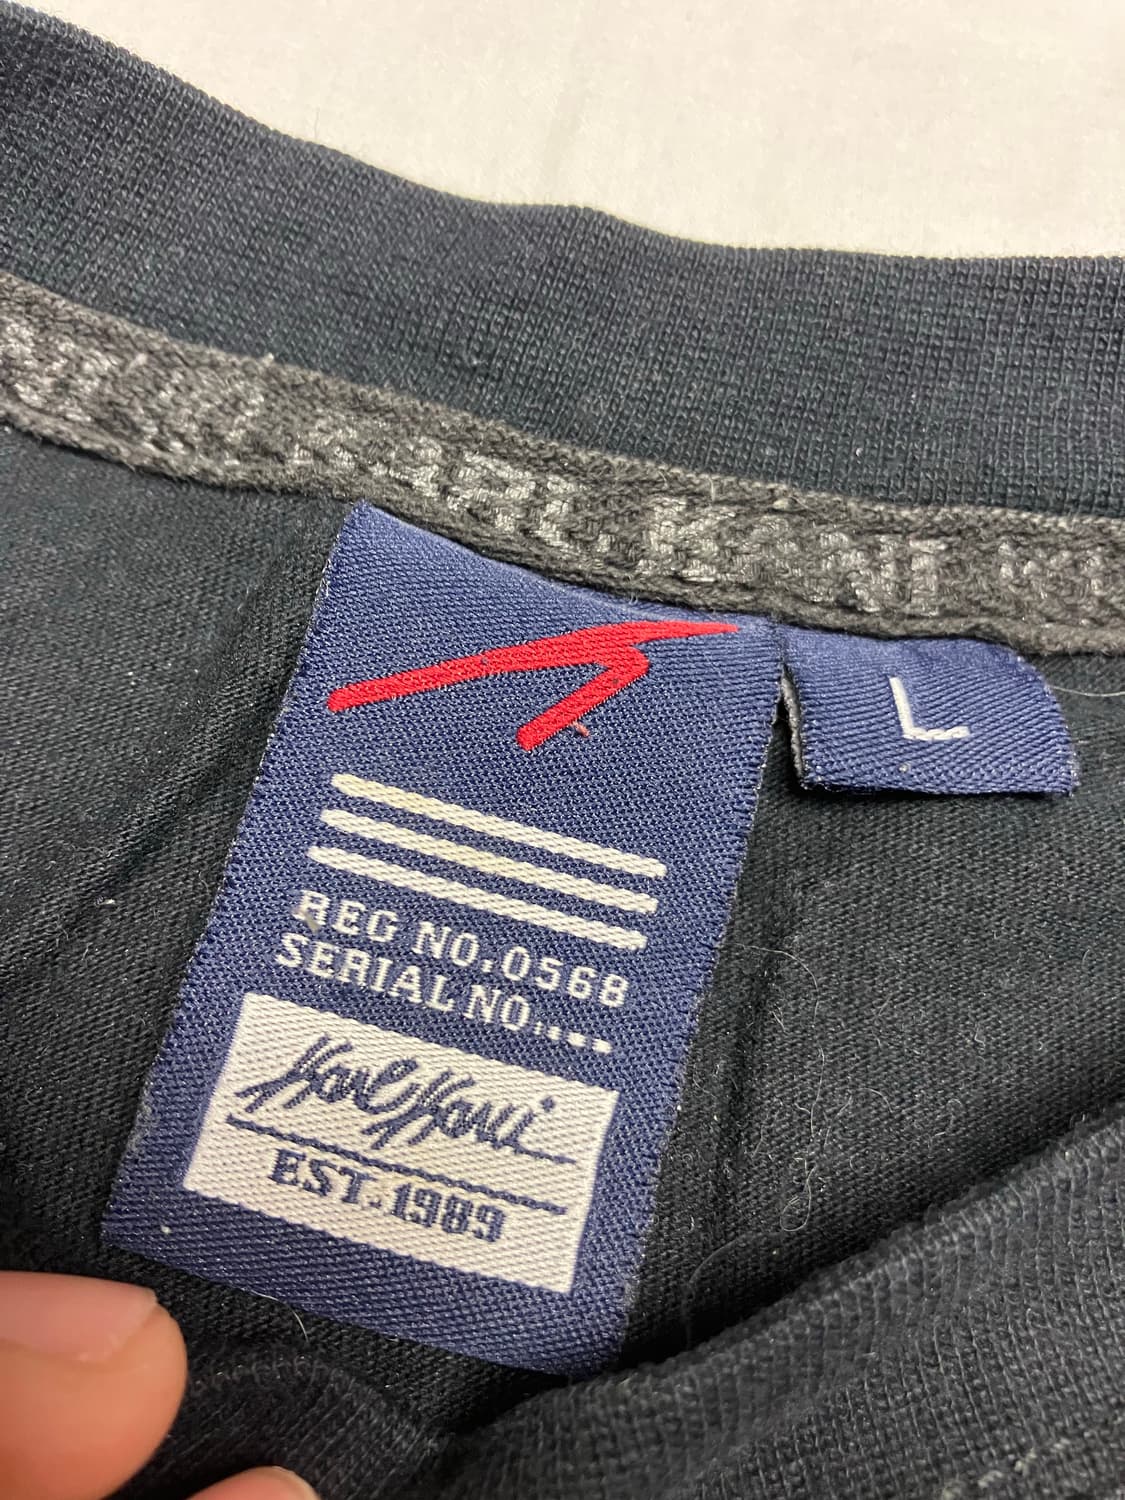 L
REG NO.0568
SERIAL NO....
Karl Kani
EST.1989
KARL KANI